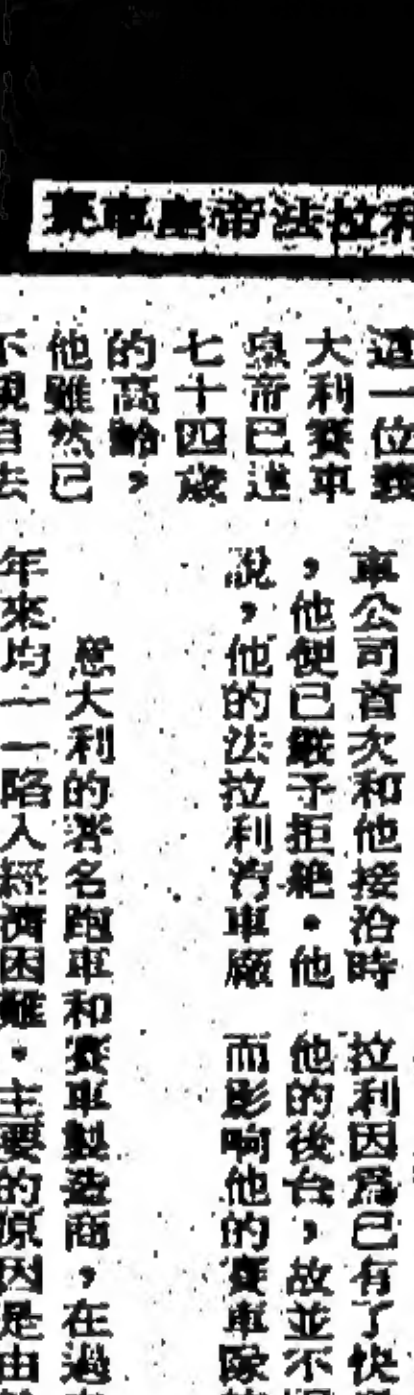 賽車皇帝法拉利
這一位義
大利賽車
皇帝已達
七十四歲
的高齡,
他雖然已
不親自去
車公司首次和他接洽時
,他便已嚴予拒絕。他
說,他的法拉利汽車廠
拉利因為已有了快
他的後台,故並不
而影响他的賽車隊
意大利的著名跑車和賽車製造商,在過
年來均一一陷入經濟困難。主要的原因是由